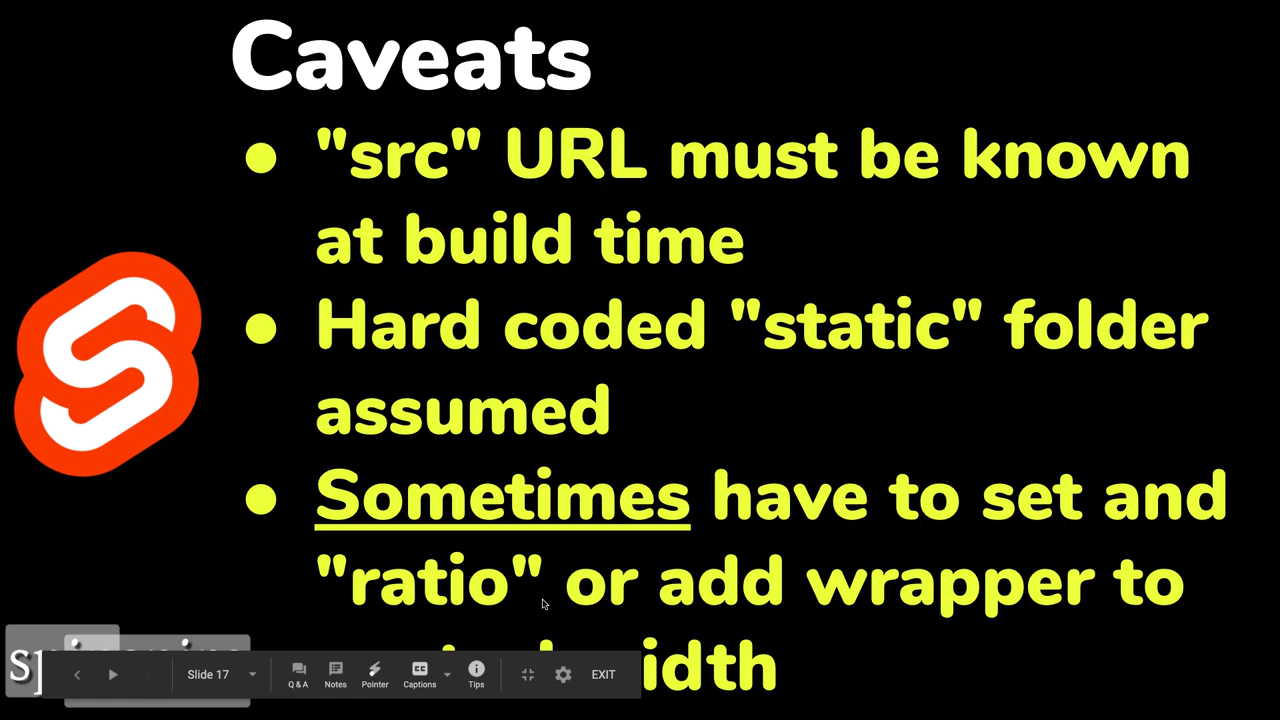 Caveats
● "src" URL must be known
at build time
● Hard coded "static" folder
assumed
● Sometimes have to set and
"ratio" or add wrapper to
Slide 17
Q & A
Notes
Pointer
Captions
Tips
EXIT